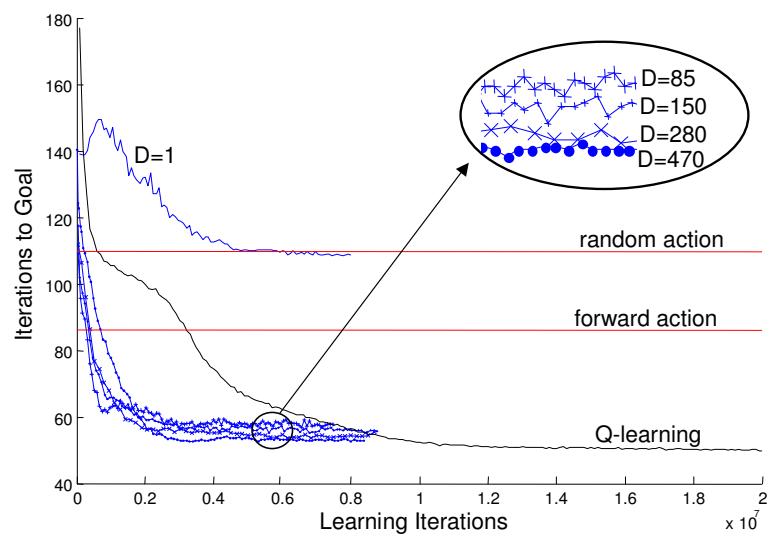 180
160
140
120
100
80
60
40
Iterations to Goal
D=1
D=85
D=150
D=280
D=470
random action
forward action
Q-learning
0 0.2 0.4 0.6 0.8 1 1.2 1.4 1.6 1.8 2
Learning Iterations
x 10^7